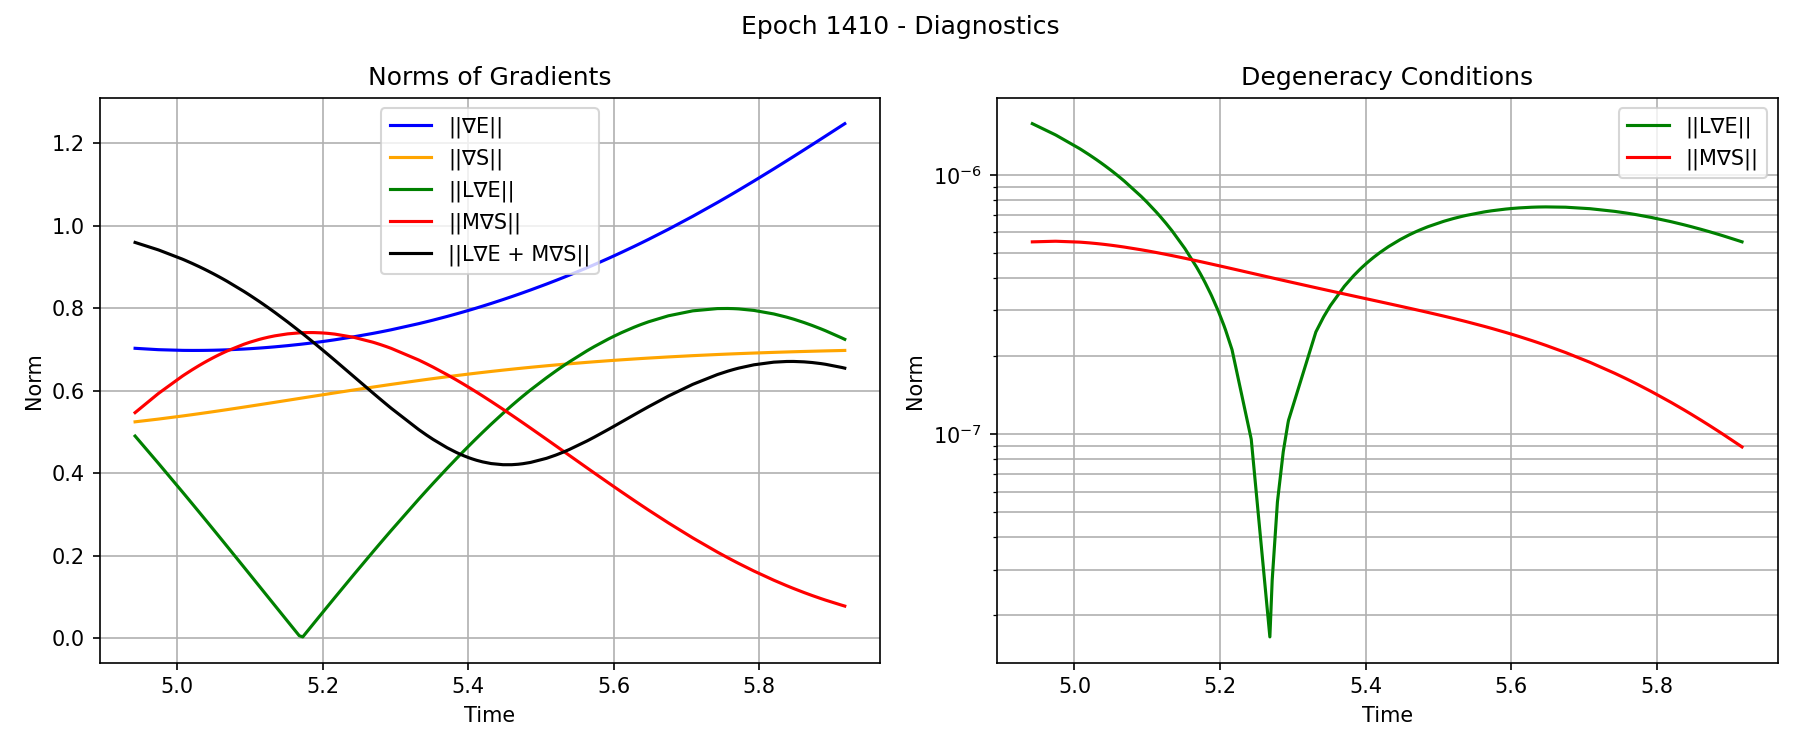 Epoch 1410 - Diagnostics
Norms of Gradients
||∇E||
||∇S||
||L∇E||
||M∇S||
||L∇E + M∇S||
1.2
1.0
0.8
0.6
0.4
0.2
0.0
Norm
5.0 5.2 5.4 5.6 5.8
Time
Degeneracy Conditions
||L∇E||
||M∇S||
10⁻⁶
10⁻⁷
Norm
5.0 5.2 5.4 5.6 5.8
Time